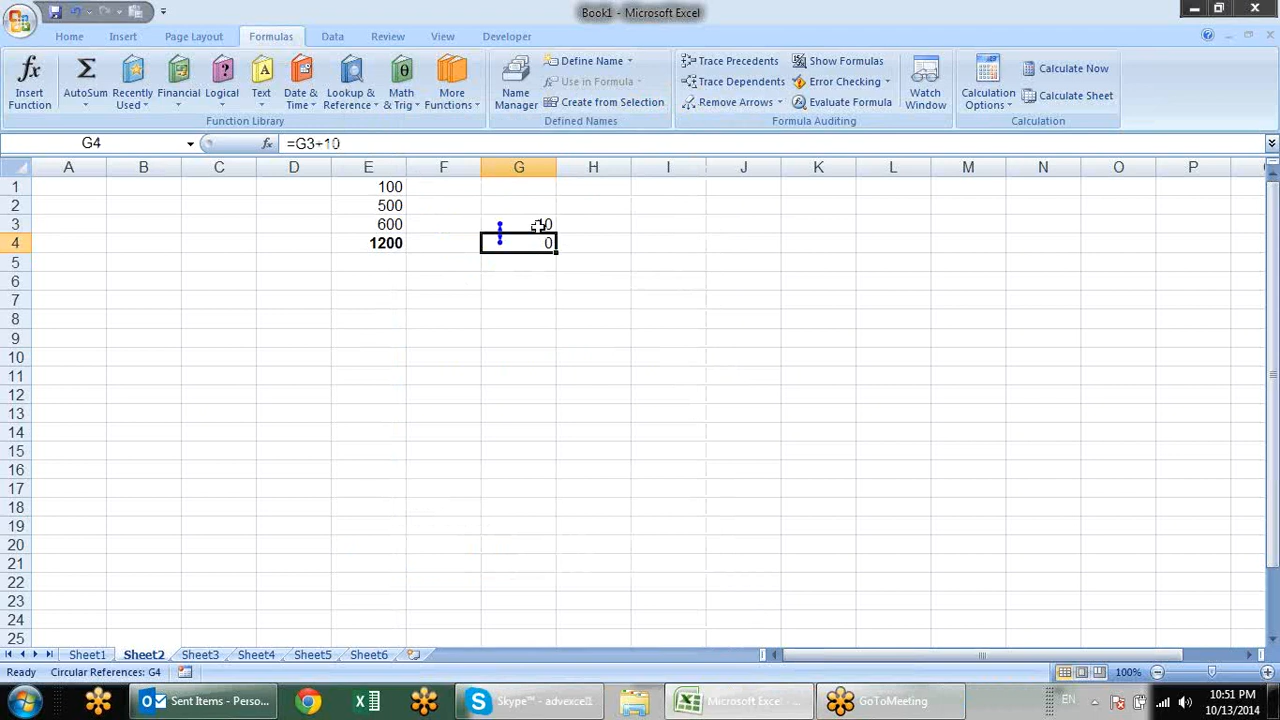 Book1 - Microsoft Excel
Home Insert Page Layout Formulas Data Review View Developer
Insert Function
AutoSum
Recently Used
Financial
Logical
Text
Date & Time
Lookup & Reference
Math & Trig
More Functions
Function Library
Name Manager
Define Name
Use in Formula
Create from Selection
Defined Names
Trace Precedents
Trace Dependents
Remove Arrows
Show Formulas
Error Checking
Evaluate Formula
Formula Auditing
Watch Window
Calculation Options
Calculate Now
Calculate Sheet
Calculation
G4 fx =G3+10
A B C D E F G H I J K L M N O P
1 100
2 500
3 600
4 1200 0
5
6
7
8
9
10
11
12
13
14
15
16
17
18
19
20
21
22
23
24
25
Sheet1 Sheet2 Sheet3 Sheet4 Sheet5 Sheet6
Ready Circular References: G4 100%
Sent Items - Perso... Skype™ - advexcel1... Microsoft Exc... GoToMeeting EN 10:51 PM
10/13/2014